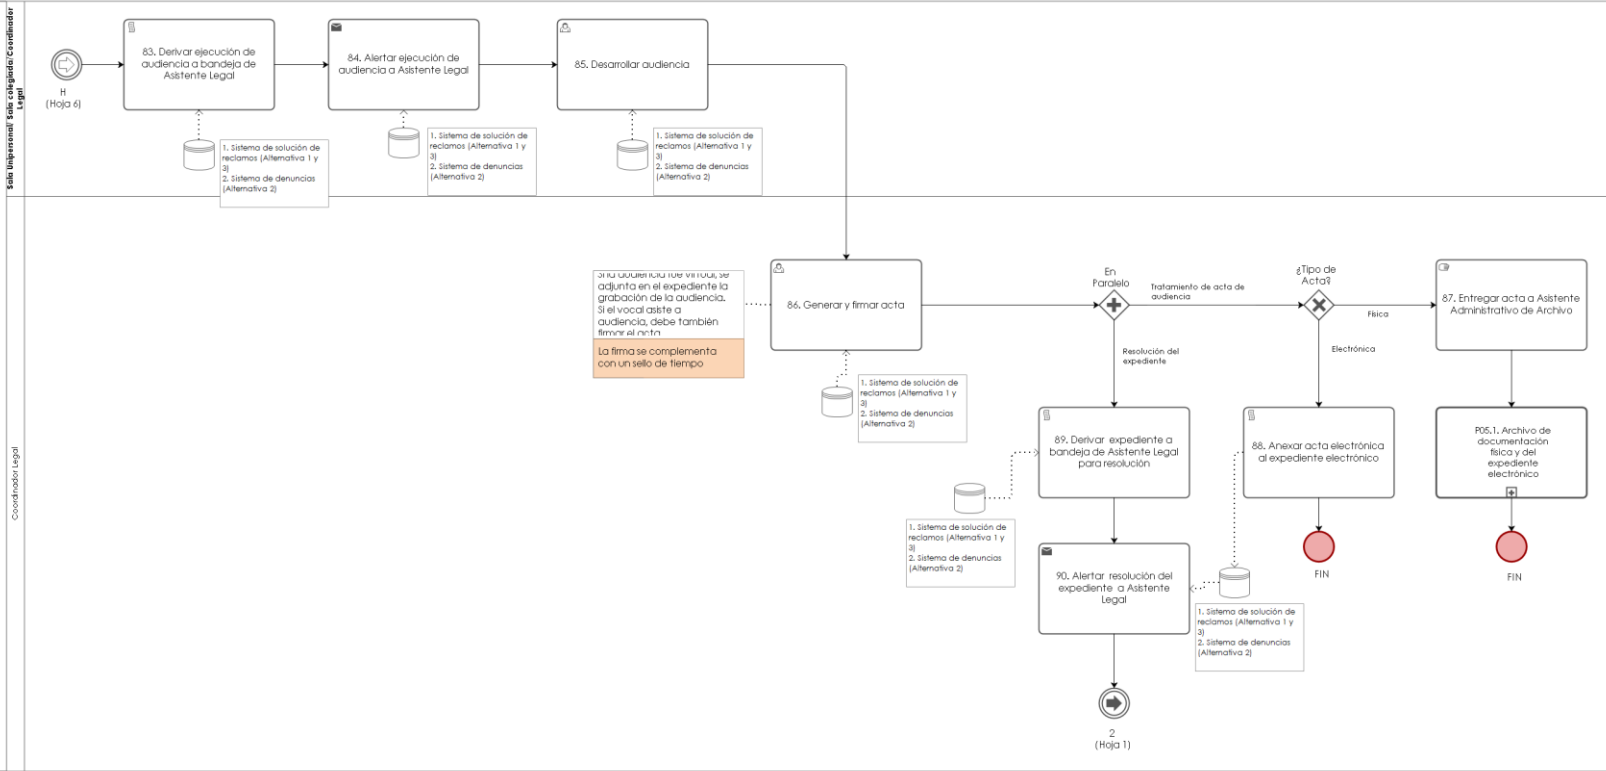 Sala Unipersonal/ Sala colegiada/Coordinador
Legal
H
(Hoja 6)
83. Derivar ejecución de
audiencia a bandeja de
Asistente Legal
84. Alertar ejecución de
audiencia a Asistente Legal
85. Desarrollar audiencia
1. Sistema de solución de
reclamos (Alternativa 1 y
3)
2. Sistema de denuncias
(Alternativa 2)
1. Sistema de solución de
reclamos (Alternativa 1 y
3)
2. Sistema de denuncias
(Alternativa 2)
1. Sistema de solución de
reclamos (Alternativa 1 y
3)
2. Sistema de denuncias
(Alternativa 2)
Coordinador Legal
Si la audiencia fue virtual, se
adjunta en el expediente la
grabación de la audiencia.
Si el vocal asiste a
audiencia, debe también
firmar el acta
La firma se complementa
con un sello de tiempo
86. Generar y firmar acta
1. Sistema de solución de
reclamos (Alternativa 1 y
3)
2. Sistema de denuncias
(Alternativa 2)
En
Paralelo
Tratamiento de acta de
audiencia
¿Tipo de
Acta?
Física
87. Entregar acta a Asistente
Administrativo de Archivo
Resolución del
expediente
Electrónica
89. Derivar expediente a
bandeja de Asistente Legal
para resolución
88. Anexar acta electrónica
al expediente electrónico
P05.1. Archivo de
documentación
física y del
expediente
electrónico
1. Sistema de solución de
reclamos (Alternativa 1 y
3)
2. Sistema de denuncias
(Alternativa 2)
90. Alertar resolución del
expediente a Asistente
Legal
FIN
FIN
1. Sistema de solución de
reclamos (Alternativa 1 y
3)
2. Sistema de denuncias
(Alternativa 2)
2
(Hoja 1)